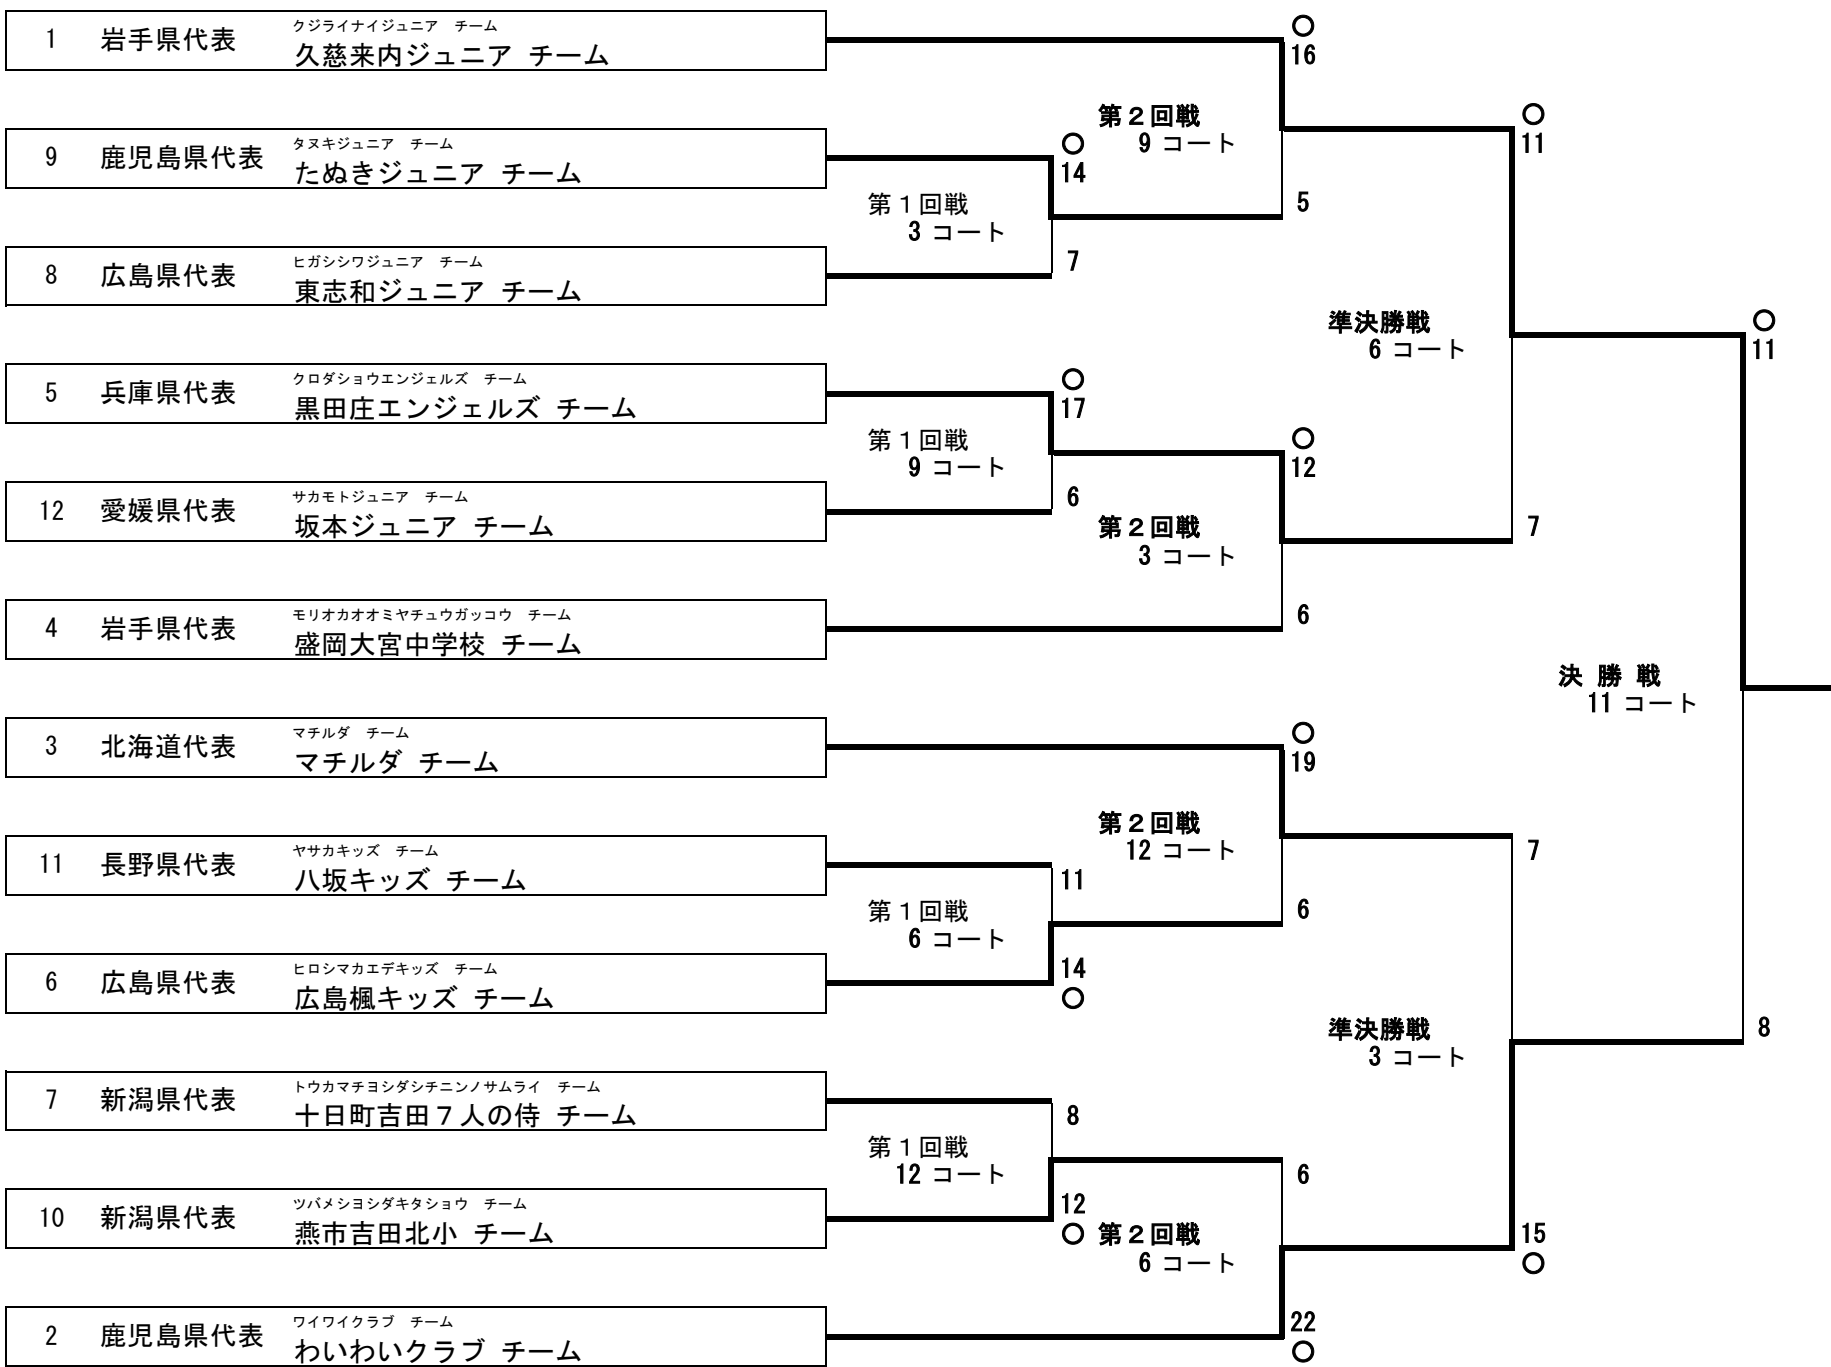 クジライナイジュニア　チーム
1 岩手県代表 久慈来内ジュニア チーム
○
16
第２回戦
9 コート
○
11
タヌキジュニア　チーム
9 鹿児島県代表 たぬきジュニア チーム
○
14
第１回戦
3 コート
5
ヒガシシワジュニア　チーム
8 広島県代表 東志和ジュニア チーム
7
準決勝戦
6 コート
○
11
クロダショウエンジェルズ　チーム
5 兵庫県代表 黒田庄エンジェルズ チーム
○
17
第１回戦
9 コート
○
12
サカモトジュニア　チーム
12 愛媛県代表 坂本ジュニア チーム
6
第２回戦
3 コート
7
モリオカオオミヤチュウガッコウ　チーム
4 岩手県代表 盛岡大宮中学校 チーム
6
決 勝 戦
11 コート
マチルダ　チーム
3 北海道代表 マチルダ チーム
○
19
第２回戦
12 コート
7
ヤサカキッズ　チーム
11 長野県代表 八坂キッズ チーム
11
第１回戦
6 コート
6
ヒロシマカエデキッズ　チーム
6 広島県代表 広島楓キッズ チーム
14
○
準決勝戦
3 コート
8
トウカマチヨシダシチニンノサムライ　チーム
7 新潟県代表 十日町吉田７人の侍 チーム
8
第１回戦
12 コート
6
ツバメシヨシダキタショウ　チーム
10 新潟県代表 燕市吉田北小 チーム
12
○
第２回戦
6 コート
15
○
ワイワイクラブ　チーム
2 鹿児島県代表 わいわいクラブ チーム
22
○